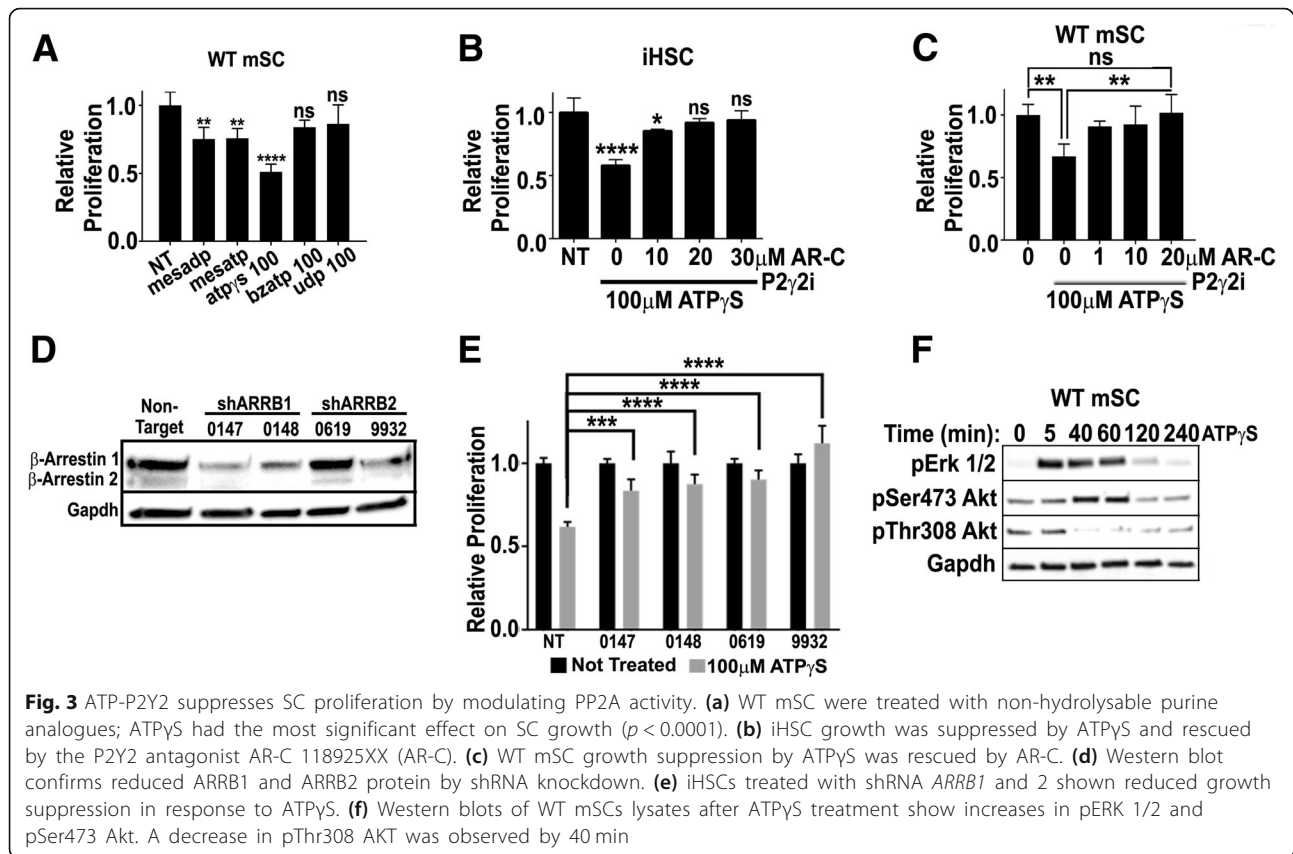 A
WT mSC
Relative
Proliferation
1.0
0.5
0.0
** ** **** ns ns
NT mesadp mesatp atpγs 100 bzatp 100 udp 100
B
iHSC
Relative
Proliferation
1.0
0.5
0.0
**** * ns ns
NT 0 10 20 30 μM AR-C
P2γ2i
100μM ATPγS
C
WT mSC
ns
** **
Relative
Proliferation
1.0
0.5
0.0
0 0 1 10 20 μM AR-C
P2γ2i
100μM ATPγS
D
Non-
Target
shARRB1 shARRB2
0147 0148 0619 9932
β-Arrestin 1
β-Arrestin 2
Gapdh
E
****
****
****
***
Relative Proliferation
1.0
0.5
0.0
NT 0147 0148 0619 9932
Not Treated 100μM ATPγS
F
WT mSC
Time (min): 0 5 40 60 120 240 ATPγS
pErk 1/2
pSer473 Akt
pThr308 Akt
Gapdh
Fig. 3 ATP-P2Y2 suppresses SC proliferation by modulating PP2A activity. (a) WT mSC were treated with non-hydrolysable purine
analogues; ATPγS had the most significant effect on SC growth (p < 0.0001). (b) iHSC growth was suppressed by ATPγS and rescued
by the P2Y2 antagonist AR-C 118925XX (AR-C). (c) WT mSC growth suppression by ATPγS was rescued by AR-C. (d) Western blot
confirms reduced ARRB1 and ARRB2 protein by shRNA knockdown. (e) iHSCs treated with shRNA ARRB1 and 2 shown reduced growth
suppression in response to ATPγS. (f) Western blots of WT mSCs lysates after ATPγS treatment show increases in pERK 1/2 and
pSer473 Akt. A decrease in pThr308 AKT was observed by 40 min